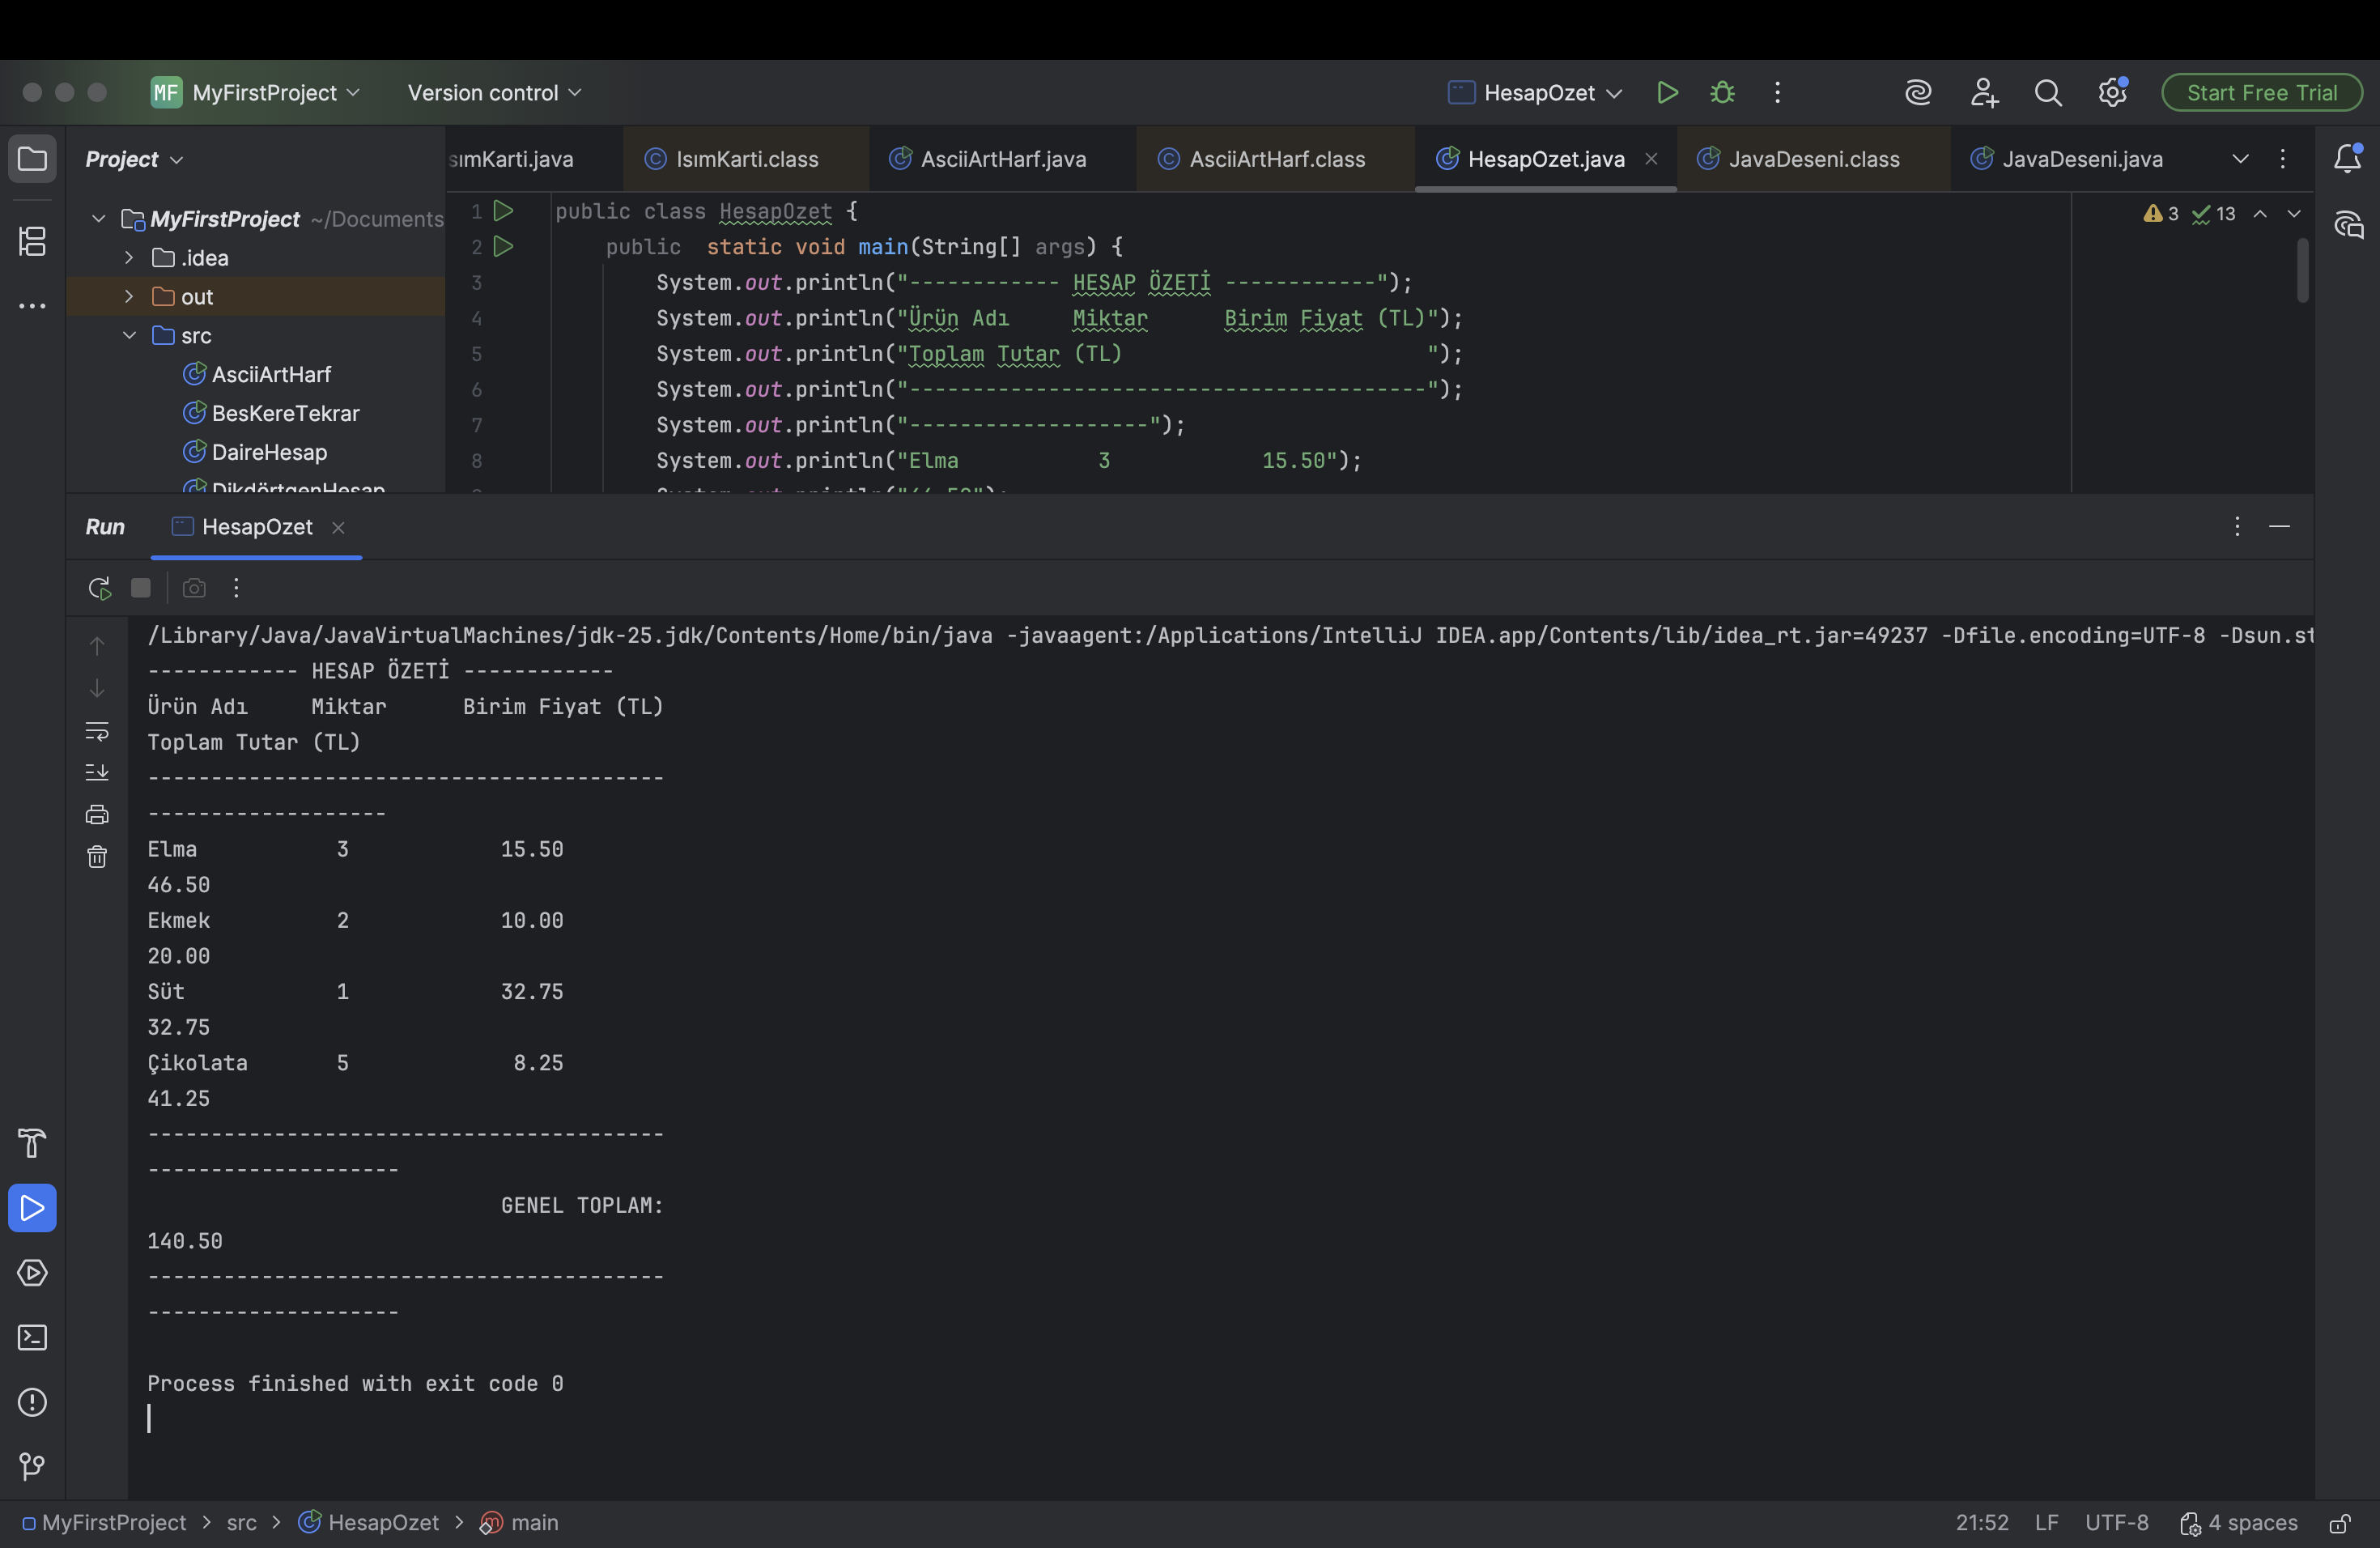 MF MyFirstProject Version control HesapOzet Start Free Trial
Project sımKarti.java IsımKarti.class AsciiArtHarf.java AsciiArtHarf.class HesapOzet.java JavaDeseni.class JavaDeseni.java
MyFirstProject ~/Documents
.idea
out
src
AsciiArtHarf
BesKereTekrar
DaireHesap
DikdörtgenHesap
3 13
1 public class HesapOzet {
2 public  static void main(String[] args) {
3 System.out.println("------------ HESAP ÖZETİ ------------");
4 System.out.println("Ürün Adı     Miktar      Birim Fiyat (TL)");
5 System.out.println("Toplam Tutar (TL)                        ");
6 System.out.println("-----------------------------------------");
7 System.out.println("-------------------");
8 System.out.println("Elma           3            15.50");
Run HesapOzet
/Library/Java/JavaVirtualMachines/jdk-25.jdk/Contents/Home/bin/java -javaagent:/Applications/IntelliJ IDEA.app/Contents/lib/idea_rt.jar=49237 -Dfile.encoding=UTF-8 -Dsun.st
------------ HESAP ÖZETİ ------------
Ürün Adı     Miktar      Birim Fiyat (TL)
Toplam Tutar (TL)
-----------------------------------------
-------------------
Elma           3            15.50
46.50
Ekmek          2            10.00
20.00
Süt            1            32.75
32.75
Çikolata       5             8.25
41.25
-----------------------------------------
--------------------
                            GENEL TOPLAM:
140.50
-----------------------------------------
--------------------
Process finished with exit code 0
MyFirstProject > src > HesapOzet > main 21:52 LF UTF-8 4 spaces